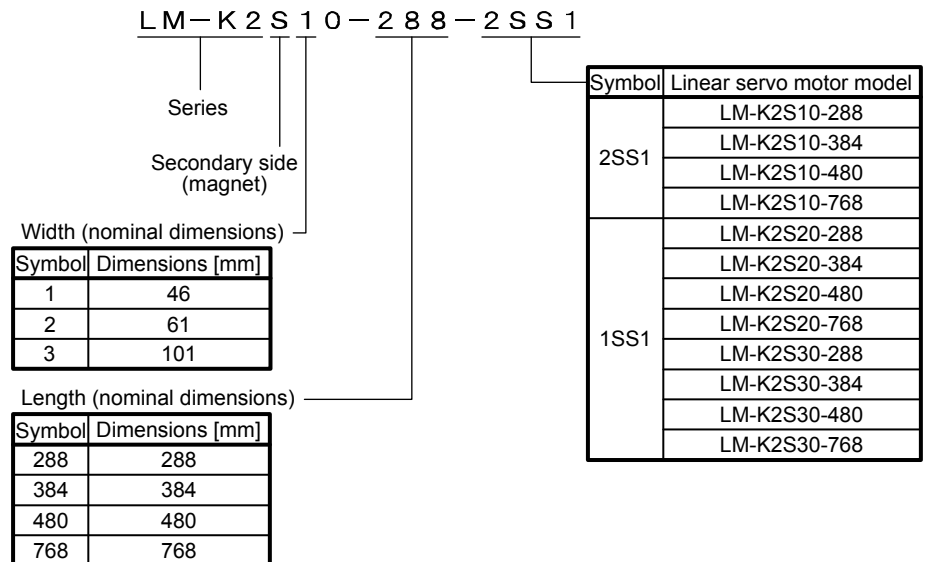 LM-K2S10-288-2SS1
Series
Secondary side
(magnet)
Width (nominal dimensions)
Symbol Dimensions [mm]
1 46
2 61
3 101
Length (nominal dimensions)
Symbol Dimensions [mm]
288 288
384 384
480 480
768 768
Symbol Linear servo motor model
2SS1
LM-K2S10-288
LM-K2S10-384
LM-K2S10-480
LM-K2S10-768
1SS1
LM-K2S20-288
LM-K2S20-384
LM-K2S20-480
LM-K2S20-768
LM-K2S30-288
LM-K2S30-384
LM-K2S30-480
LM-K2S30-768